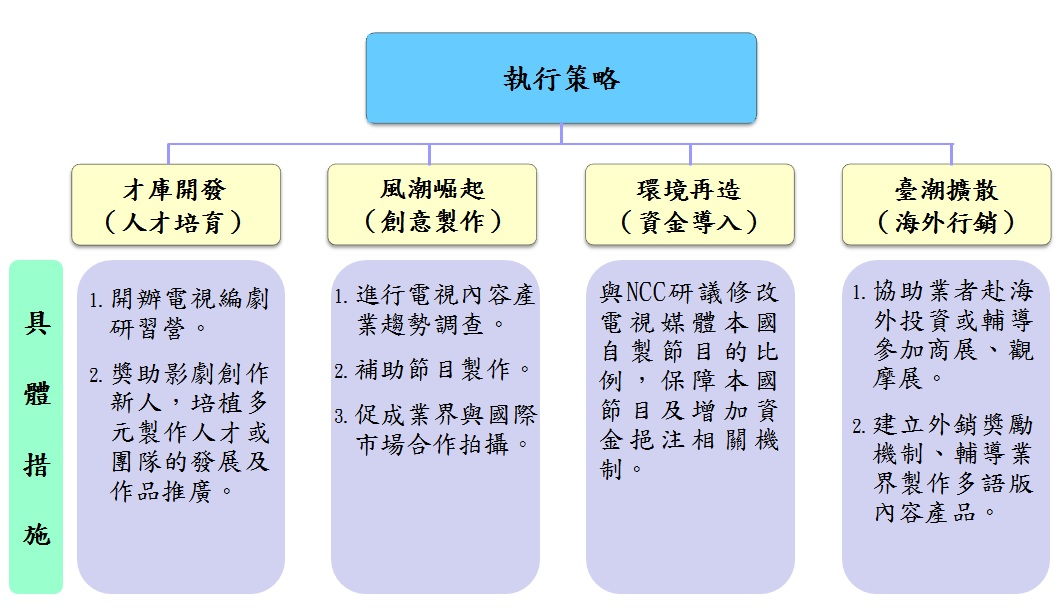 執行策略
才庫開發
（人才培育）
風潮崛起
（創意製作）
環境再造
（資金導入）
臺潮擴散
（海外行銷）
具
體
措
施
1. 開辦電視編劇
研習營。
2. 獎助影劇創作
新人，培植多
元製作人才或
團隊的發展及
作品推廣。
1. 進行電視內容產
業趨勢調查。
2. 補助節目製作。
3. 促成業界與國際
市場合作拍攝。
與NCC研議修改
電視媒體本國
自製節目的比
例，保障本國
節目及增加資
金挹注相關機
制。
1. 協助業者赴海
外投資或輔導
參加商展、觀
摩展。
2. 建立外銷獎勵
機制、輔導業
界製作多語版
內容產品。